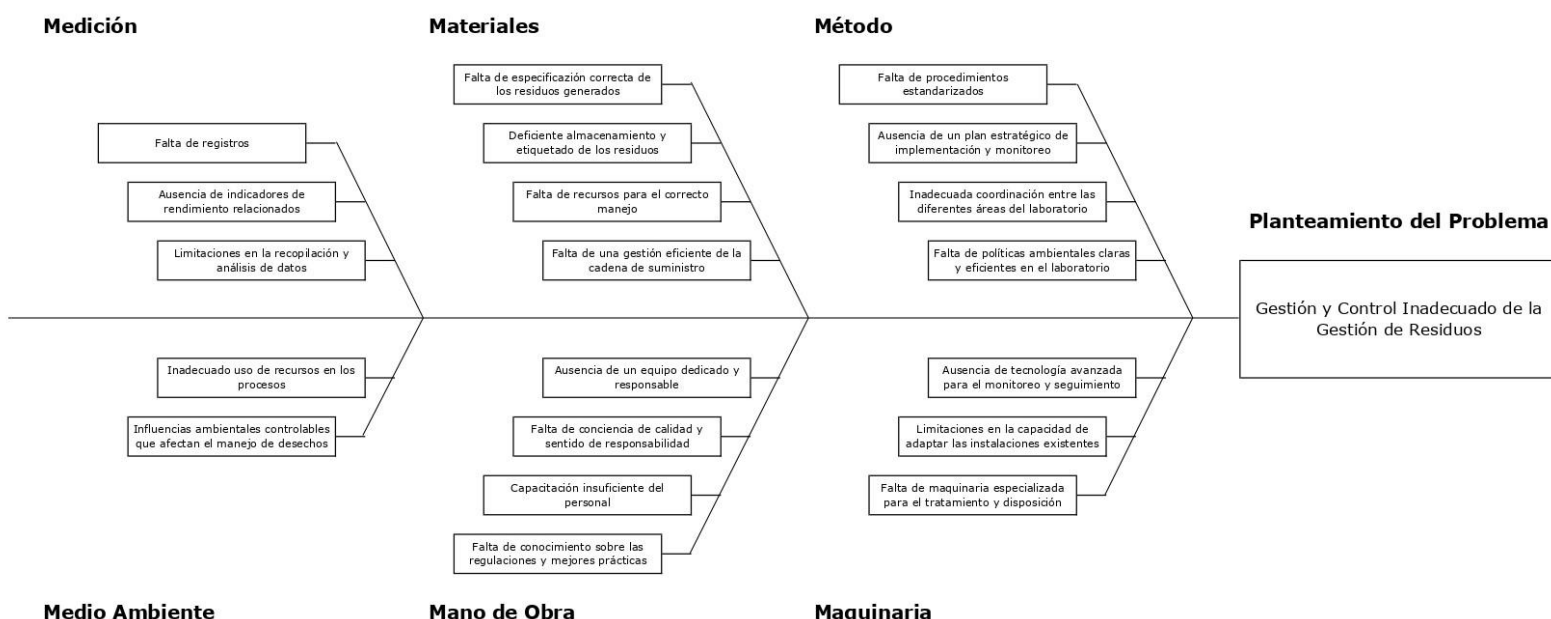 Medición
Materiales
Método
Falta de especificazión correcta de
los residuos generados
Falta de procedimientos
estandarizados
Falta de registros
Deficiente almacenamiento y
etiquetado de los residuos
Ausencia de un plan estratégico de
implementación y monitoreo
Ausencia de indicadores de
rendimiento relacionados
Falta de recursos para el correcto
manejo
Inadecuada coordinación entre las
diferentes áreas del laboratorio
Limitaciones en la recopilación y
análisis de datos
Falta de una gestión eficiente de la
cadena de suministro
Falta de políticas ambientales claras
y eficientes en el laboratorio
Planteamiento del Problema
Gestión y Control Inadecuado de la
Gestión de Residuos
Inadecuado uso de recursos en los
procesos
Ausencia de un equipo dedicado y
responsable
Ausencia de tecnología avanzada
para el monitoreo y seguimiento
Influencias ambientales controlables
que afectan el manejo de desechos
Falta de conciencia de calidad y
sentido de responsabilidad
Limitaciones en la capacidad de
adaptar las instalaciones existentes
Capacitación insuficiente del
personal
Falta de maquinaria especializada
para el tratamiento y disposición
Falta de conocimiento sobre las
regulaciones y mejores prácticas
Medio Ambiente
Mano de Obra
Maquinaria